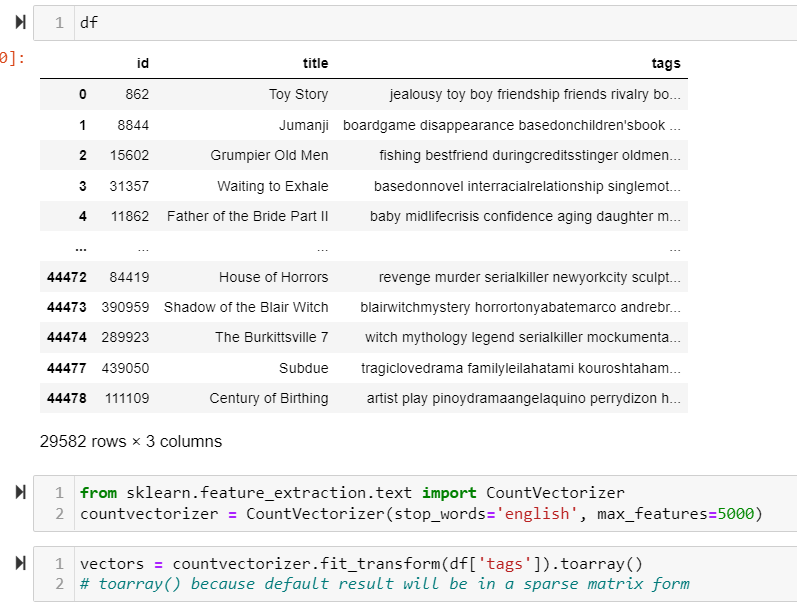 1 df
0]:
id title tags
0 862 Toy Story jealousy toy boy friendship friends rivalry bo...
1 8844 Jumanji boardgame disappearance basedonchildren'sbook ...
2 15602 Grumpier Old Men fishing bestfriend duringcreditsstinger oldmen...
3 31357 Waiting to Exhale basedonnovel interracialrelationship singlemot...
4 11862 Father of the Bride Part II baby midlifecrisis confidence aging daughter m...
... ... ... ...
44472 84419 House of Horrors revenge murder serialkiller newyorkcity sculpt...
44473 390959 Shadow of the Blair Witch blairwitchmystery horrortonyabatemarco andrebr...
44474 289923 The Burkittsville 7 witch mythology legend serialkiller mockumenta...
44477 439050 Subdue tragiclovedrama familyleilahatami kouroshtaham...
44478 111109 Century of Birthing artist play pinoydramaangelaquino perrydizon h...
29582 rows × 3 columns
1 from sklearn.feature_extraction.text import CountVectorizer
2 countvectorizer = CountVectorizer(stop_words='english', max_features=5000)
1 vectors = countvectorizer.fit_transform(df['tags']).toarray()
2 # toarray() because default result will be in a sparse matrix form